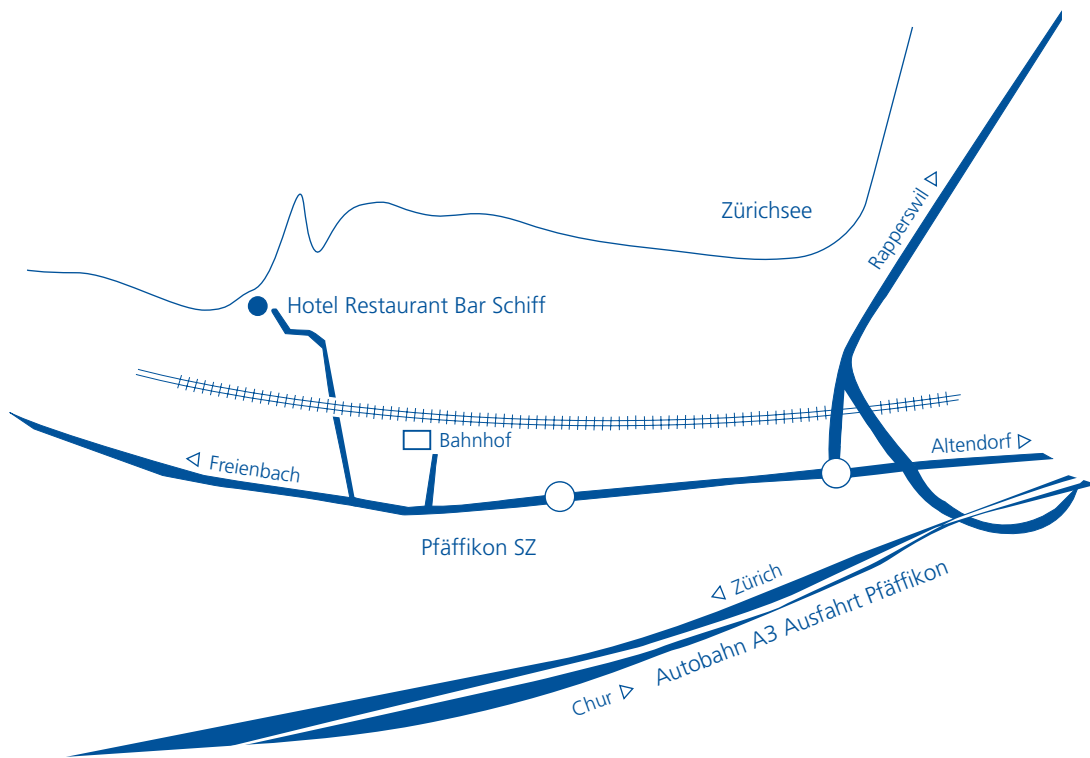 Zürichsee
Rapperswil
Hotel Restaurant Bar Schiff
Bahnhof
Altendorf
Freienbach
Pfäffikon SZ
Zürich
Autobahn A3 Ausfahrt Pfäffikon
Chur